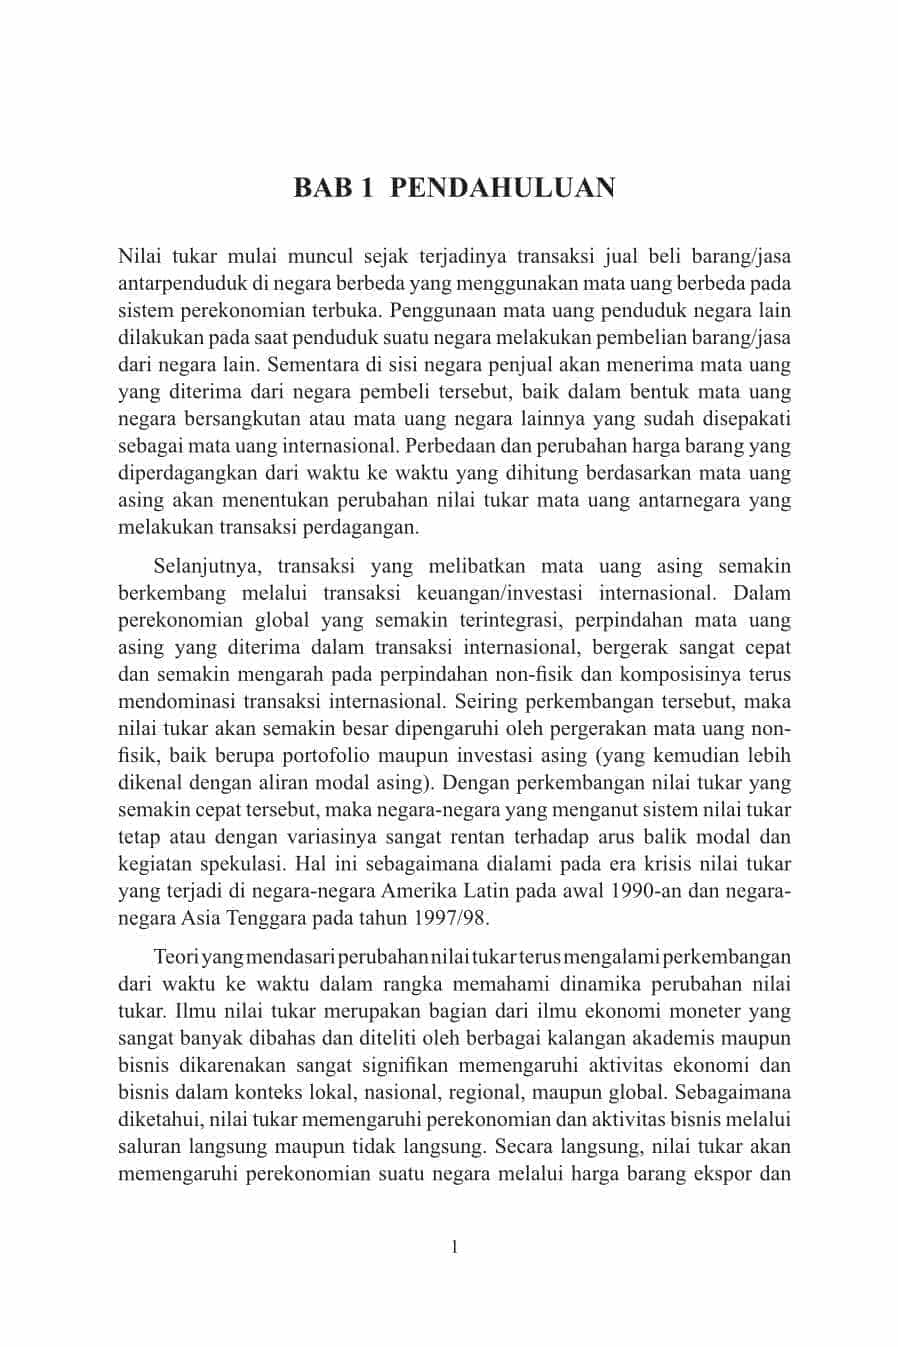 BAB 1 PENDAHULUAN
Nilai tukar mulai muncul sejak terjadinya transaksi jual beli barang/jasa
antarpenduduk di negara berbeda yang menggunakan mata uang berbeda pada
sistem perekonomian terbuka. Penggunaan mata uang penduduk negara lain
dilakukan pada saat penduduk suatu negara melakukan pembelian barang/jasa
dari negara lain. Sementara di sisi negara penjual akan menerima mata uang
yang diterima dari negara pembeli tersebut, baik dalam bentuk mata uang
negara bersangkutan atau mata uang negara lainnya yang sudah disepakati
sebagai mata uang internasional. Perbedaan dan perubahan harga barang yang
diperdagangkan dari waktu ke waktu yang dihitung berdasarkan mata uang
asing akan menentukan perubahan nilai tukar mata uang antarnegara yang
melakukan transaksi perdagangan.
Selanjutnya, transaksi yang melibatkan mata uang asing semakin
berkembang melalui transaksi keuangan/investasi internasional. Dalam
perekonomian global yang semakin terintegrasi, perpindahan mata uang
asing yang diterima dalam transaksi internasional, bergerak sangat cepat
dan semakin mengarah pada perpindahan non-fisik dan komposisinya terus
mendominasi transaksi internasional. Seiring perkembangan tersebut, maka
nilai tukar akan semakin besar dipengaruhi oleh pergerakan mata uang non-
fisik, baik berupa portofolio maupun investasi asing (yang kemudian lebih
dikenal dengan aliran modal asing). Dengan perkembangan nilai tukar yang
semakin cepat tersebut, maka negara-negara yang menganut sistem nilai tukar
tetap atau dengan variasinya sangat rentan terhadap arus balik modal dan
kegiatan spekulasi. Hal ini sebagaimana dialami pada era krisis nilai tukar
yang terjadi di negara-negara Amerika Latin pada awal 1990-an dan negara-
negara Asia Tenggara pada tahun 1997/98.
Teori yang mendasari perubahan nilai tukar terus mengalami perkembangan
dari waktu ke waktu dalam rangka memahami dinamika perubahan nilai
tukar. Ilmu nilai tukar merupakan bagian dari ilmu ekonomi moneter yang
sangat banyak dibahas dan diteliti oleh berbagai kalangan akademis maupun
bisnis dikarenakan sangat signifikan memengaruhi aktivitas ekonomi dan
bisnis dalam konteks lokal, nasional, regional, maupun global. Sebagaimana
diketahui, nilai tukar memengaruhi perekonomian dan aktivitas bisnis melalui
saluran langsung maupun tidak langsung. Secara langsung, nilai tukar akan
memengaruhi perekonomian suatu negara melalui harga barang ekspor dan
1